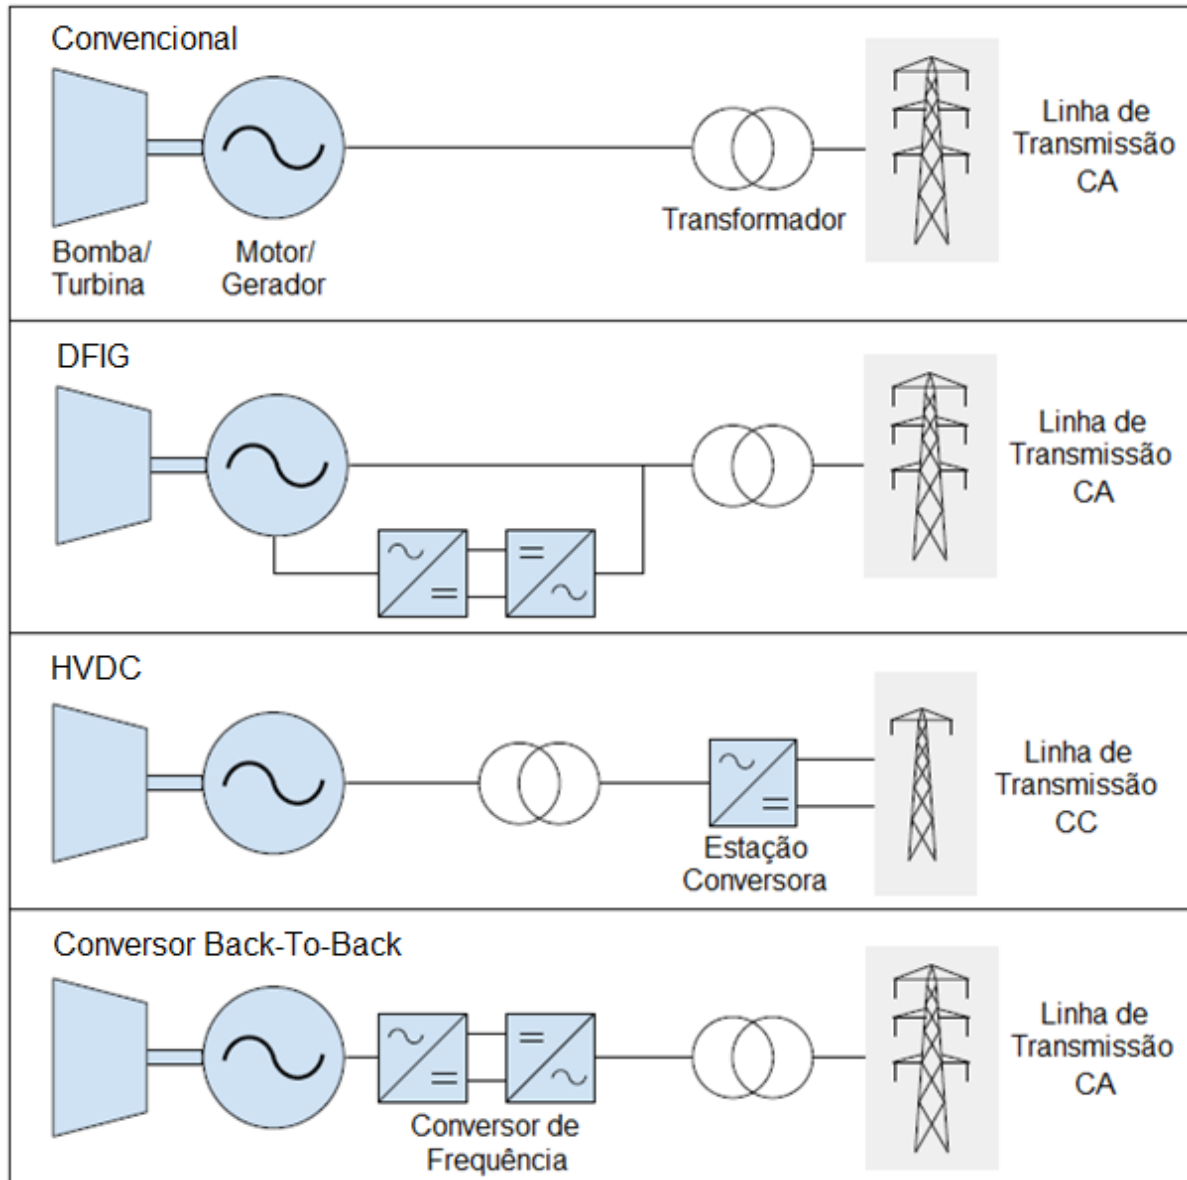 Convencional
Linha de
Transmissão
CA
Transformador
Bomba/
Turbina
Motor/
Gerador
DFIG
Linha de
Transmissão
CA
HVDC
Linha de
Transmissão
CC
Estação
Conversora
Conversor Back-To-Back
Linha de
Transmissão
CA
Conversor de
Frequência